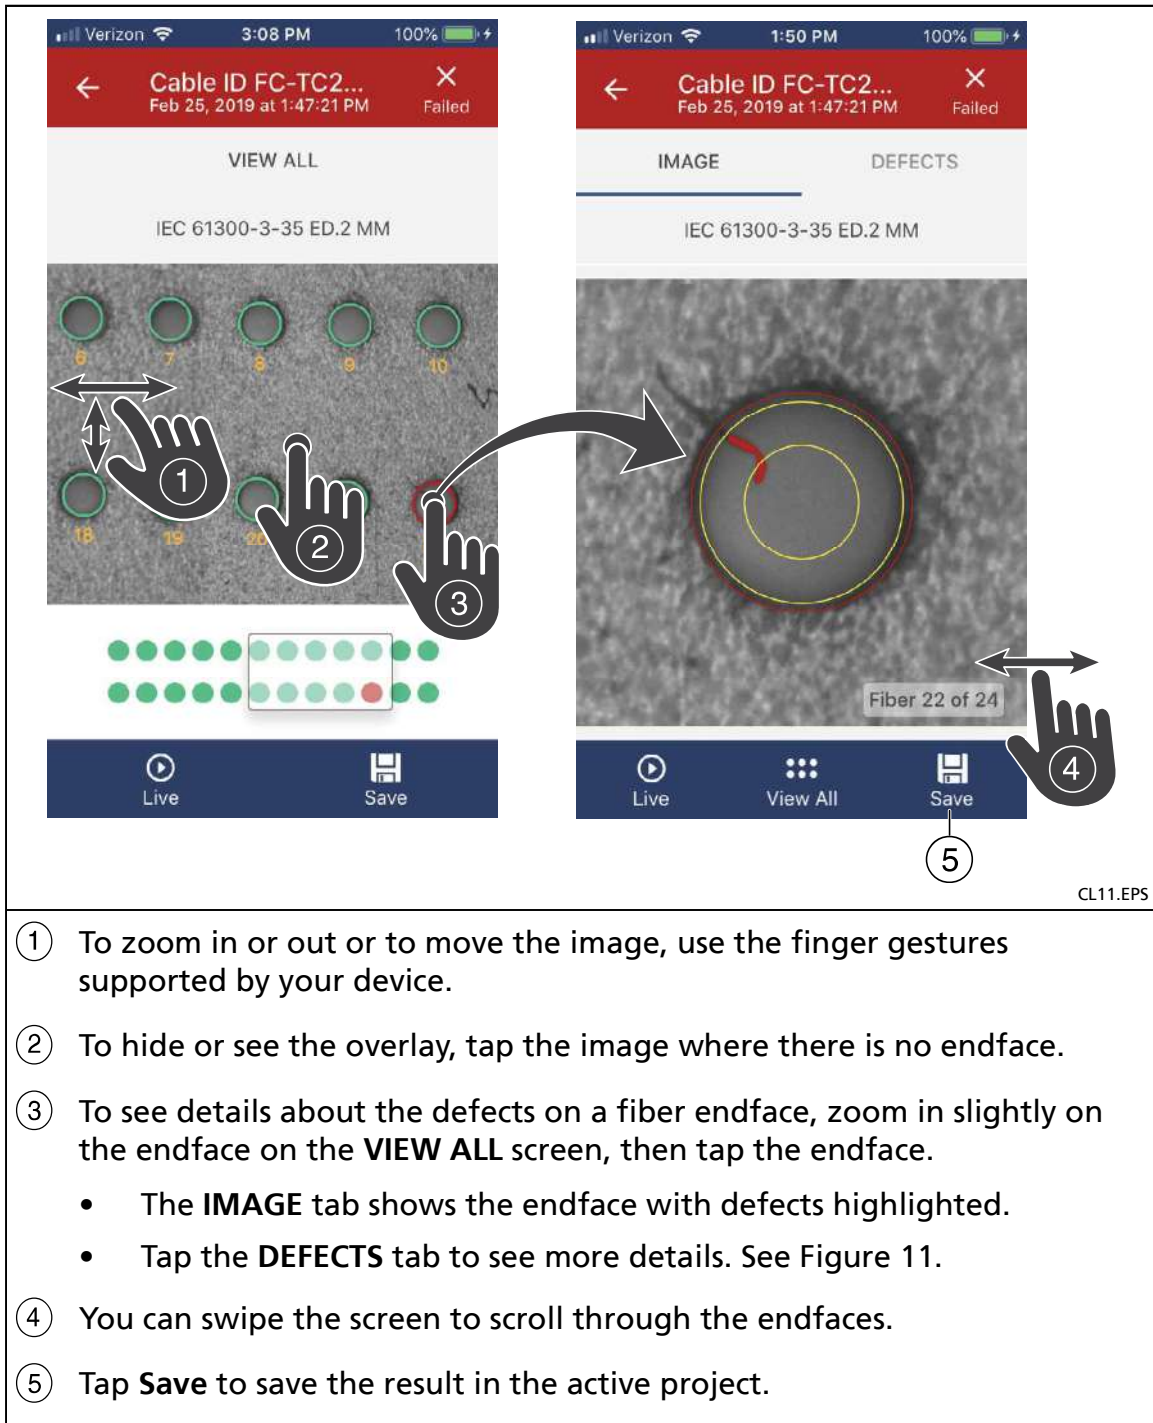 Verizon 3:08 PM 100%
Cable ID FC-TC2...
Feb 25, 2019 at 1:47:21 PM
Failed
VIEW ALL
IEC 61300-3-35 ED.2 MM
6 7 8 9 10
18 19 20
1
2
3
Live Save
Verizon 1:50 PM 100%
Cable ID FC-TC2...
Feb 25, 2019 at 1:47:21 PM
Failed
IMAGE DEFECTS
IEC 61300-3-35 ED.2 MM
Fiber 22 of 24
4
Live View All Save
5
CL11.EPS
1 To zoom in or out or to move the image, use the finger gestures
supported by your device.
2 To hide or see the overlay, tap the image where there is no endface.
3 To see details about the defects on a fiber endface, zoom in slightly on
the endface on the VIEW ALL screen, then tap the endface.
• The IMAGE tab shows the endface with defects highlighted.
• Tap the DEFECTS tab to see more details. See Figure 11.
4 You can swipe the screen to scroll through the endfaces.
5 Tap Save to save the result in the active project.